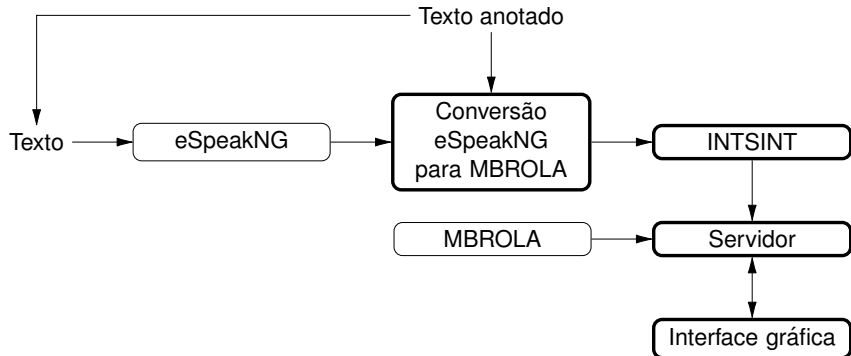 Texto anotado
Texto
eSpeakNG
Conversão
eSpeakNG
para MBROLA
INTSINT
MBROLA
Servidor
Interface gráfica